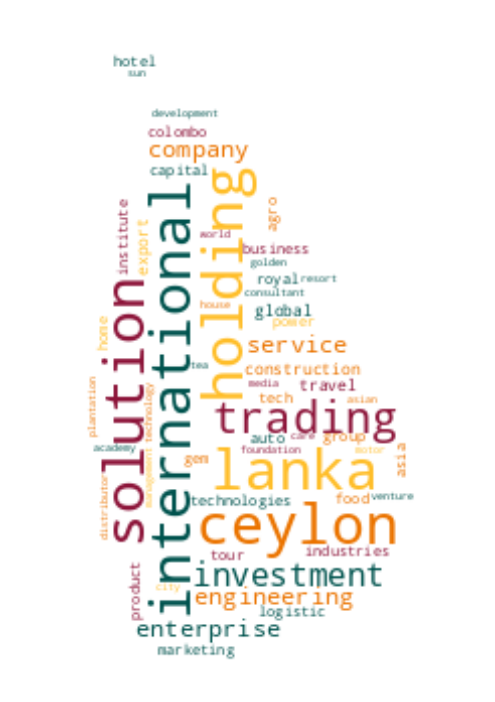 hotel
sun
development
colombo
company
capital
international
holding
institute
export
agro
world
business
golden
royal
resort
consultant
solution
house
global
power
home
service
tea
construction
media
travel
plantation
technology
tech
asian
trading
auto
care
group
academy
foundation
motor
asia
gem
lanka
management
distributor
technologies
food
venture
ceylon
tour
industries
product
city
investment
engineering
logistic
enterprise
marketing